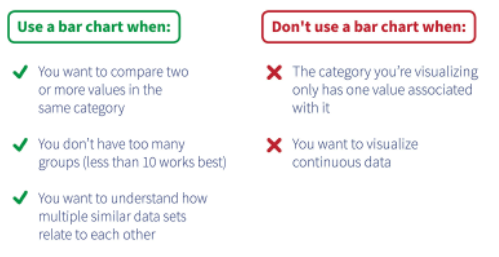 Use a bar chart when:
You want to compare two
or more values in the
same category
You don't have too many
groups (less than 10 works best)
You want to understand how
multiple similar data sets
relate to each other
Don't use a bar chart when:
The category you're visualizing
only has one value associated
with it
You want to visualize
continuous data